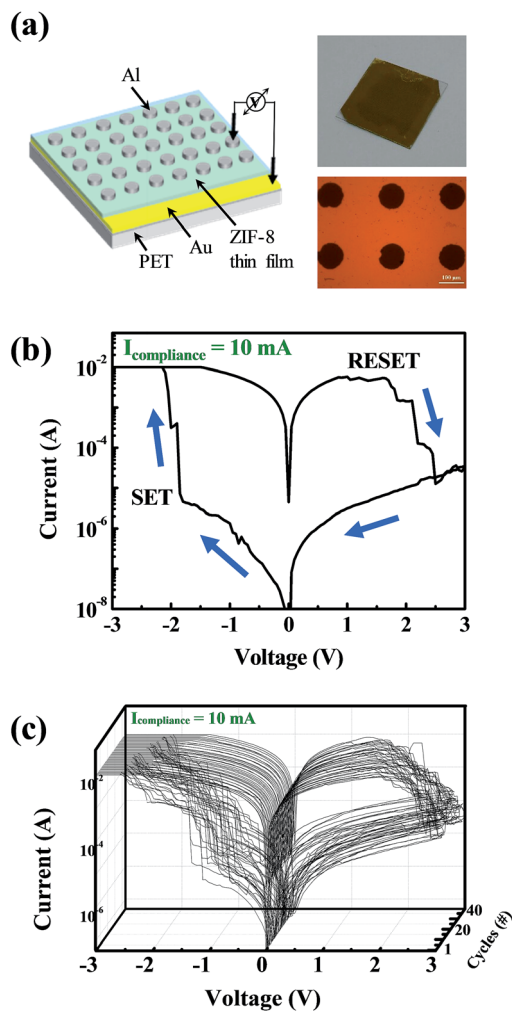 (a)
Al
V
PET
Au
ZIF-8
thin film
100 μm
(b)
I compliance = 10 mA
RESET
SET
10⁻²
10⁻⁴
10⁻⁶
10⁻⁸
Current (A)
-3 -2 -1 0 1 2 3
Voltage (V)
(c)
I compliance = 10 mA
10⁻²
10⁻⁴
10⁻⁶
Current (A)
-3 -2 -1 0 1 2 3
Voltage (V)
1 20 40
Cycles (#)